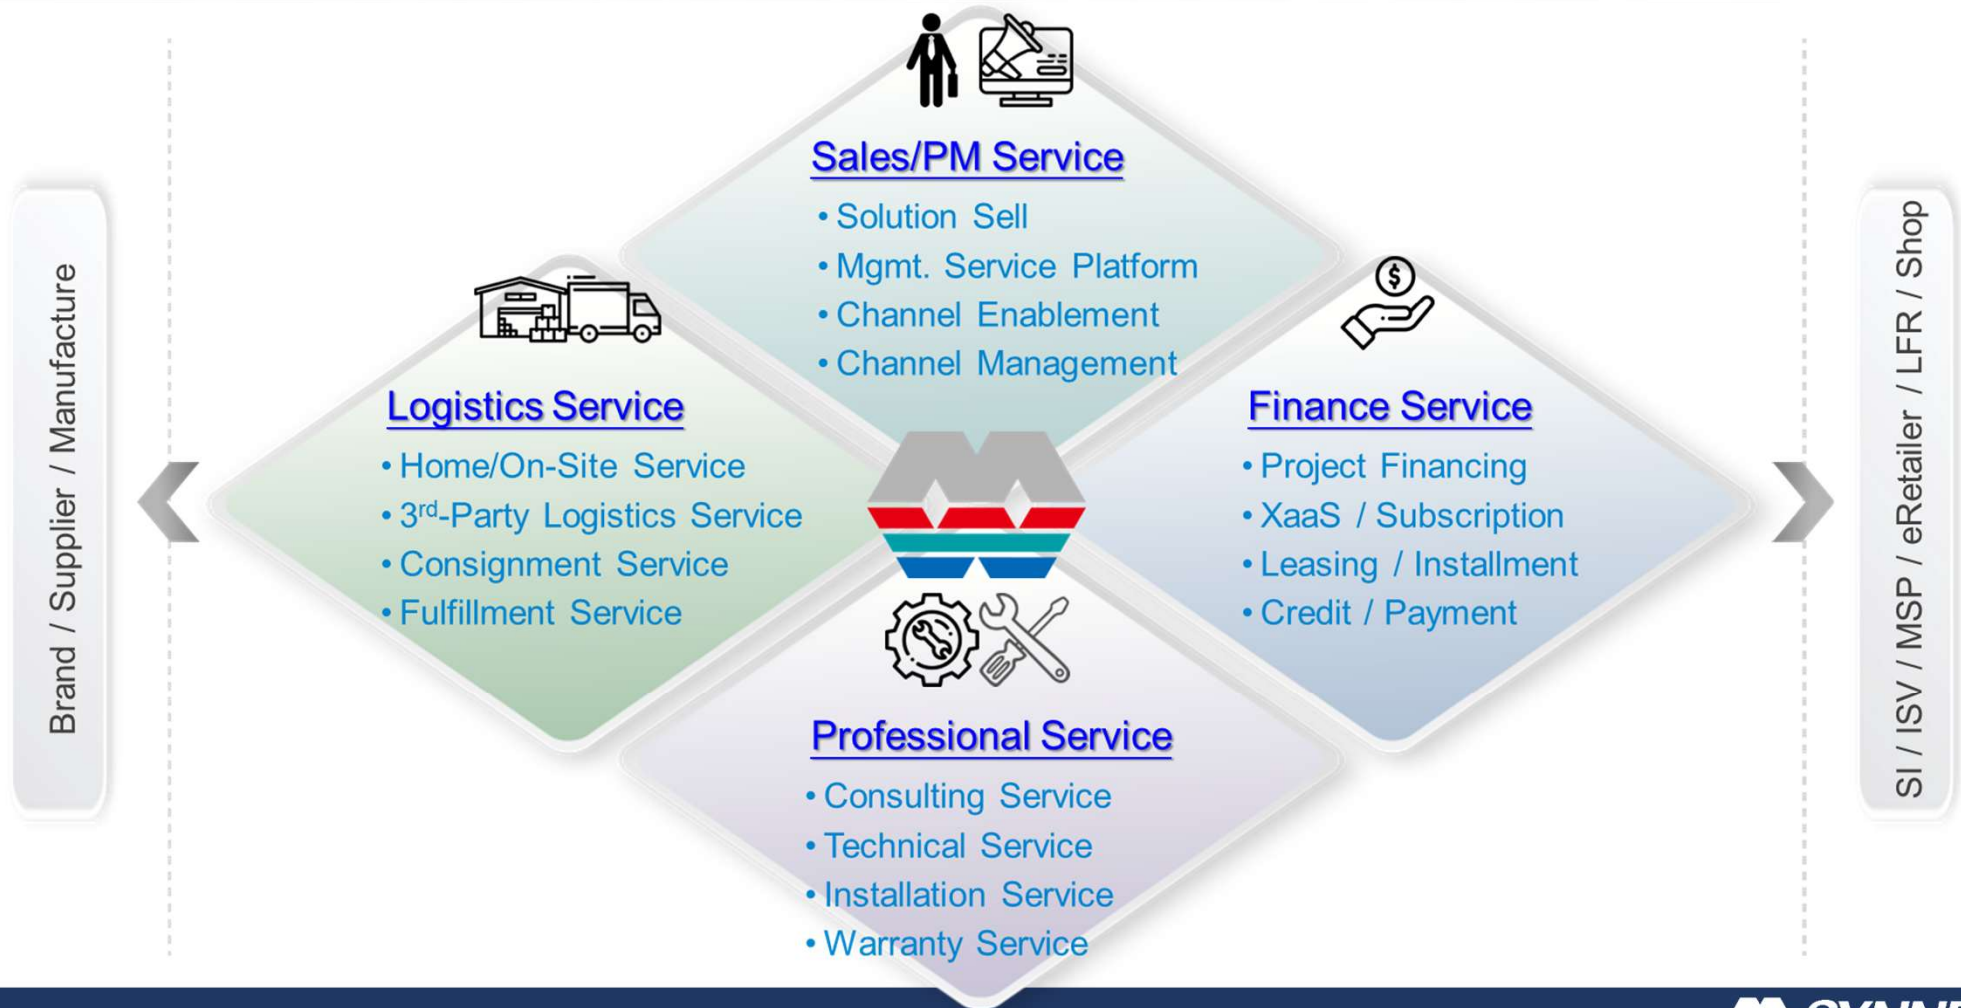 Brand / Supplier / Manufacture
Sales/PM Service
• Solution Sell
• Mgmt. Service Platform
• Channel Enablement
• Channel Management
Logistics Service
• Home/On-Site Service
• 3rd-Party Logistics Service
• Consignment Service
• Fulfillment Service
Finance Service
• Project Financing
• XaaS / Subscription
• Leasing / Installment
• Credit / Payment
Professional Service
• Consulting Service
• Technical Service
• Installation Service
• Warranty Service
SI / ISV / MSP / eRetailer / LFR / Shop